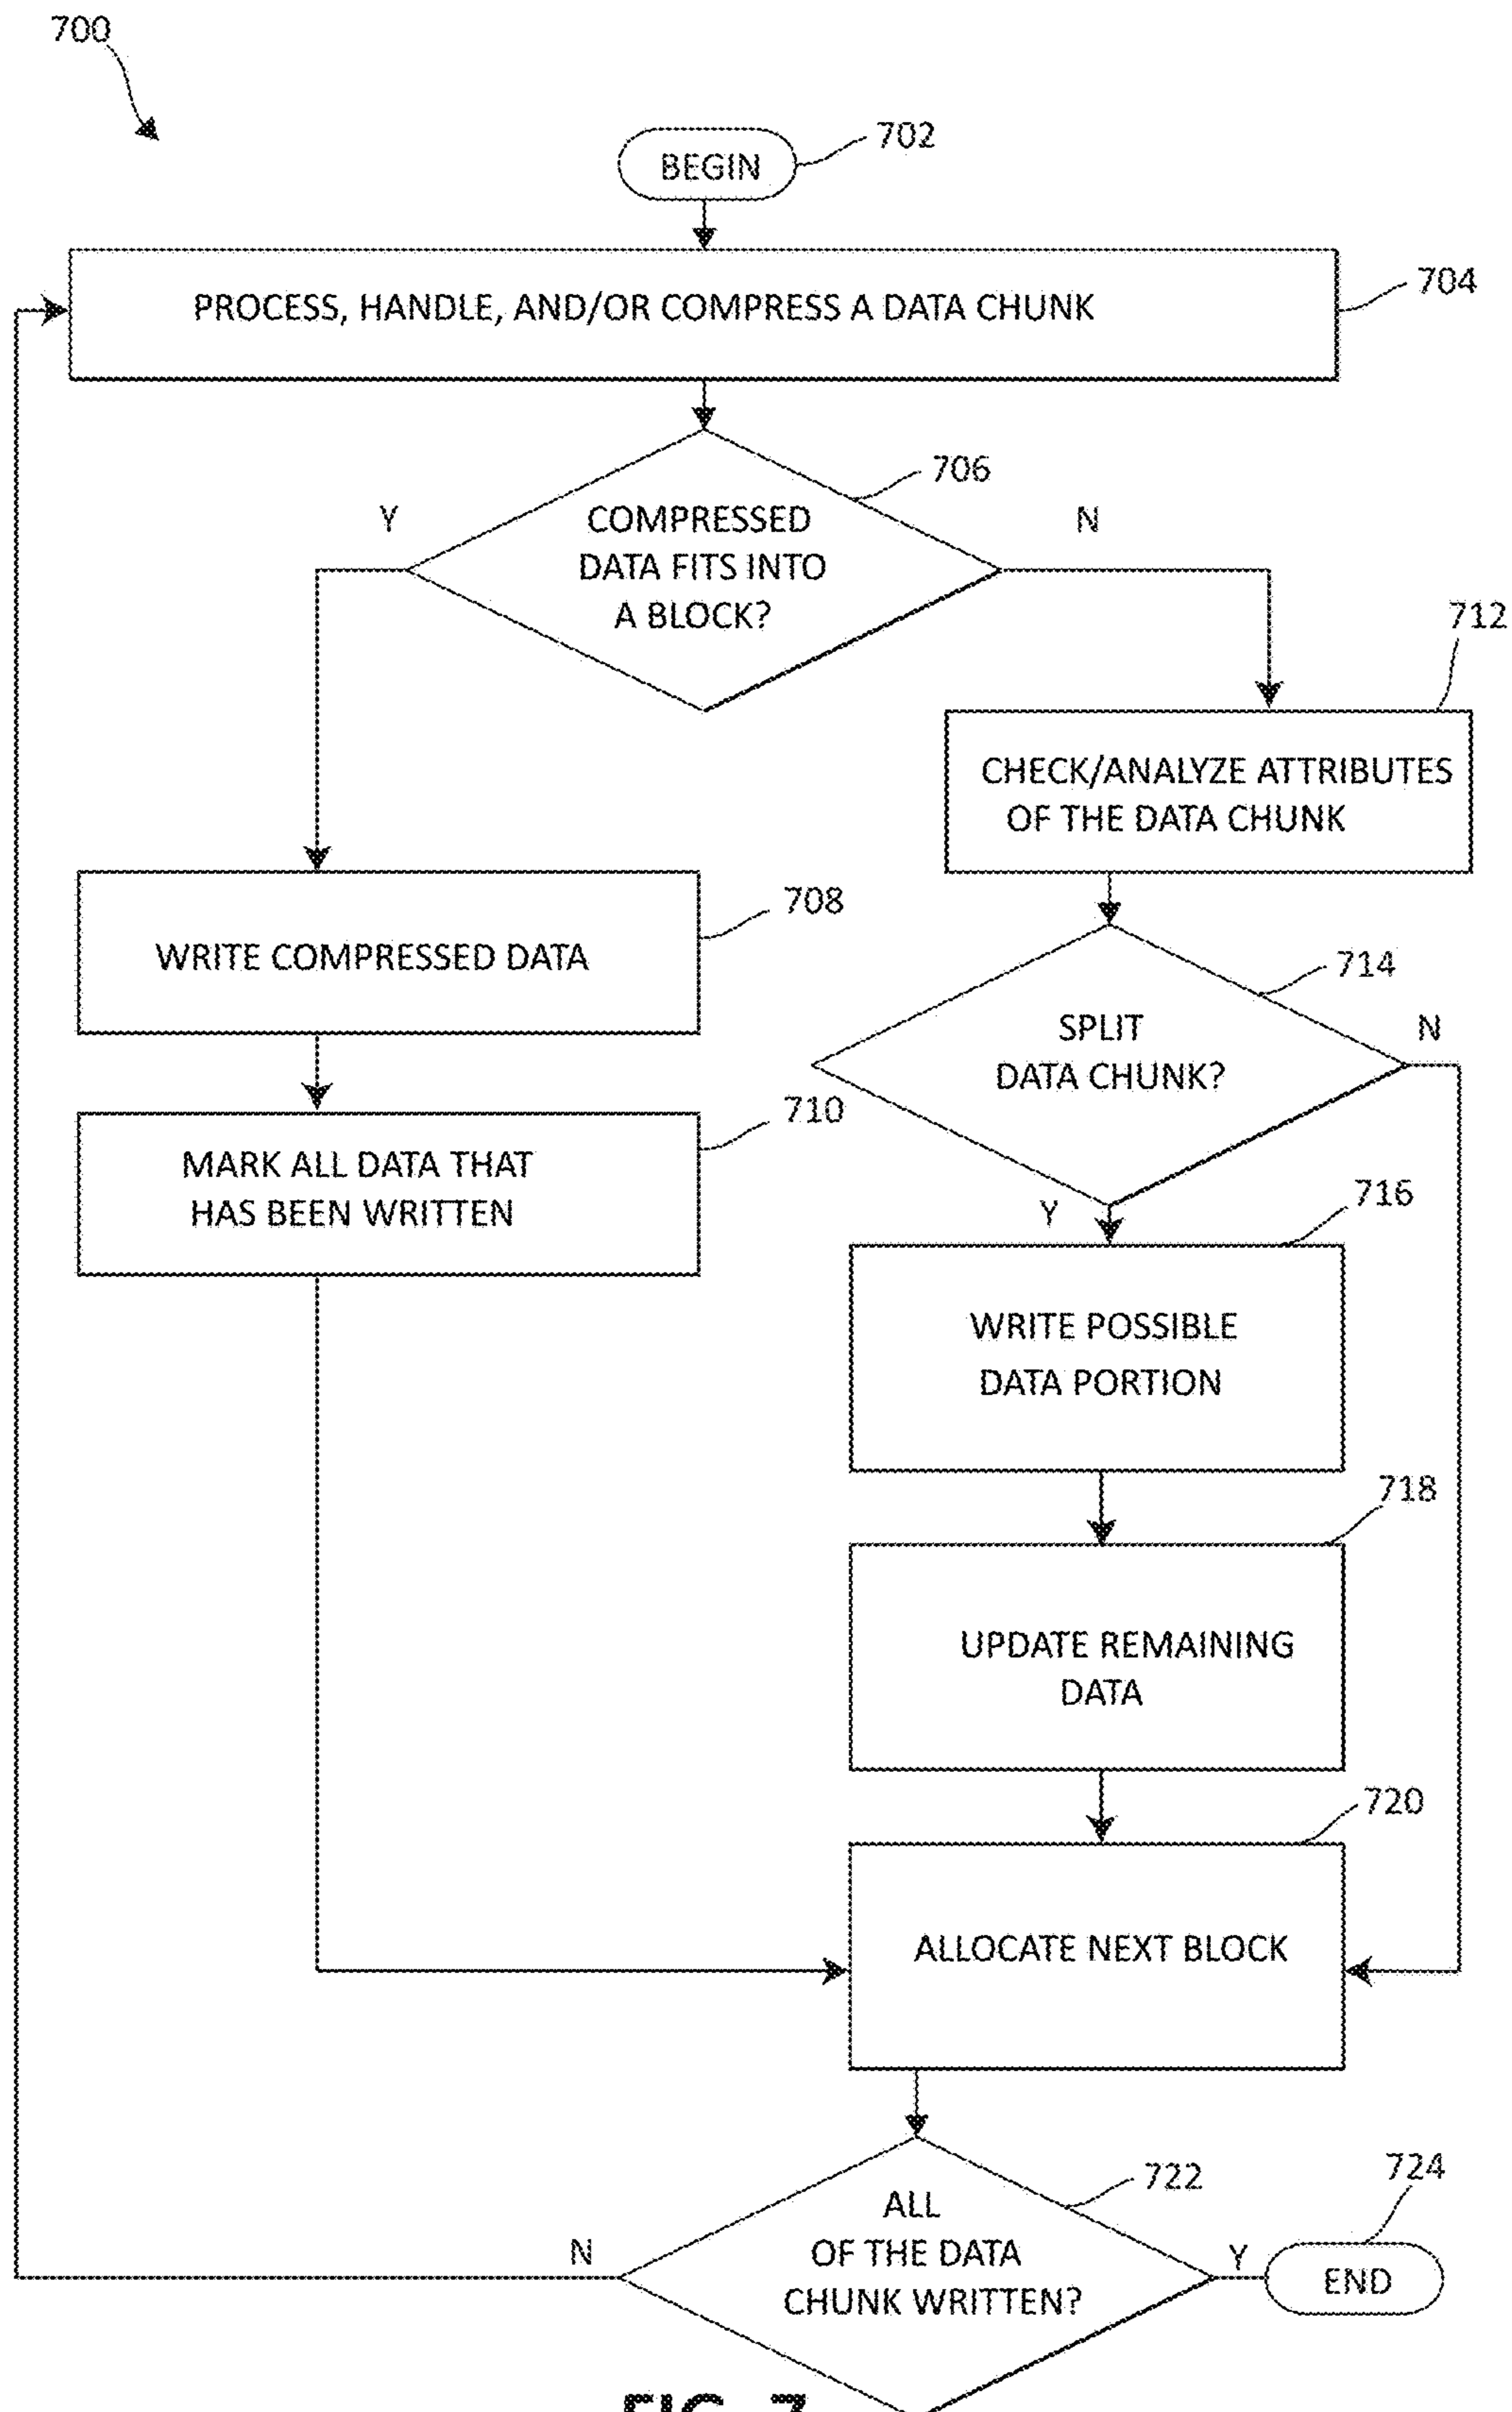 700
702
BEGIN
704
PROCESS, HANDLE, AND/OR COMPRESS A DATA CHUNK
706
Y
N
COMPRESSED
DATA FITS INTO
A BLOCK?
712
CHECK/ANALYZE ATTRIBUTES
OF THE DATA CHUNK
708
WRITE COMPRESSED DATA
714
SPLIT
DATA CHUNK?
N
710
MARK ALL DATA THAT
HAS BEEN WRITTEN
Y
716
WRITE POSSIBLE
DATA PORTION
718
UPDATE REMAINING
DATA
720
ALLOCATE NEXT BLOCK
722
724
ALL
OF THE DATA
CHUNK WRITTEN?
N
Y
END
FIG. 7